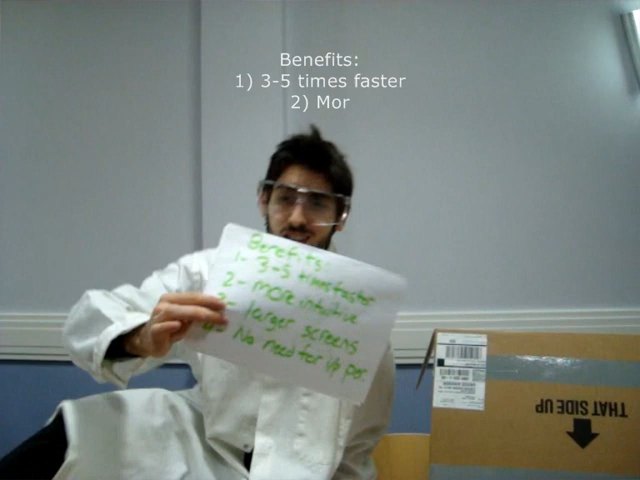 Benefits:
1) 3-5 times faster
2) Mor
Benefits:
1- 3-5 times faster
2- more intuitive
3- larger screens
No need for
THAT SIDE UP